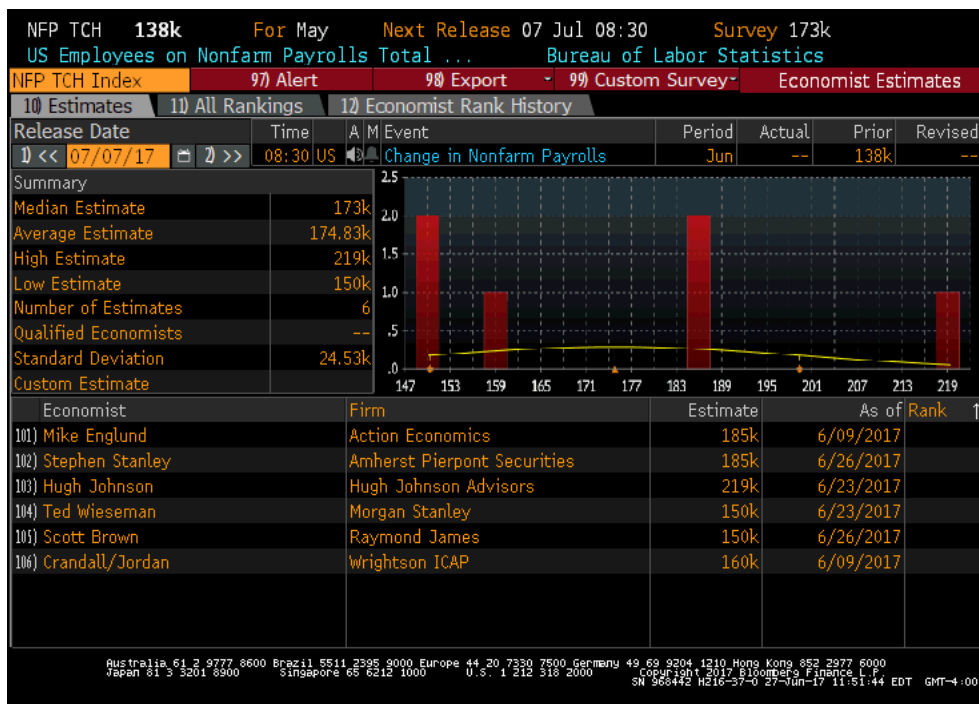 NFP TCH 138k For May Next Release 07 Jul 08:30 Survey 173k
US Employees on Nonfarm Payrolls Total ... Bureau of Labor Statistics
NFP TCH Index 97) Alert 98) Export 99) Custom Survey Economist Estimates
10) Estimates 11) All Rankings 12) Economist Rank History
Release Date Time A M Event Period Actual Prior Revised
1) << 07/07/17 2) >> 08:30 US Change in Nonfarm Payrolls Jun -- 138k --
Summary
Median Estimate 173k
Average Estimate 174.83k
High Estimate 219k
Low Estimate 150k
Number of Estimates 6
Qualified Economists --
Standard Deviation 24.53k
Custom Estimate
2.5
2.0
1.5
1.0
.5
.0
147 153 159 165 171 177 183 189 195 201 207 213 219
Economist Firm Estimate As of Rank ↑
101) Mike Englund Action Economics 185k 6/09/2017
102) Stephen Stanley Amherst Pierpont Securities 185k 6/26/2017
103) Hugh Johnson Hugh Johnson Advisors 219k 6/23/2017
104) Ted Wieseman Morgan Stanley 150k 6/23/2017
105) Scott Brown Raymond James 150k 6/26/2017
106) Crandall/Jordan Wrightson ICAP 160k 6/09/2017
Australia 61 2 9777 8600 Brazil 5511 2395 9000 Europe 44 20 7330 7500 Germany 49 69 9204 1210 Hong Kong 852 2977 6000
Japan 81 3 3201 8900 Singapore 65 6212 1000 U.S. 1 212 318 2000 Copyright 2017 Bloomberg Finance L.P.
SN 968442 H216-37-0 27-Jun-17 11:51:44 EDT GMT-4:00